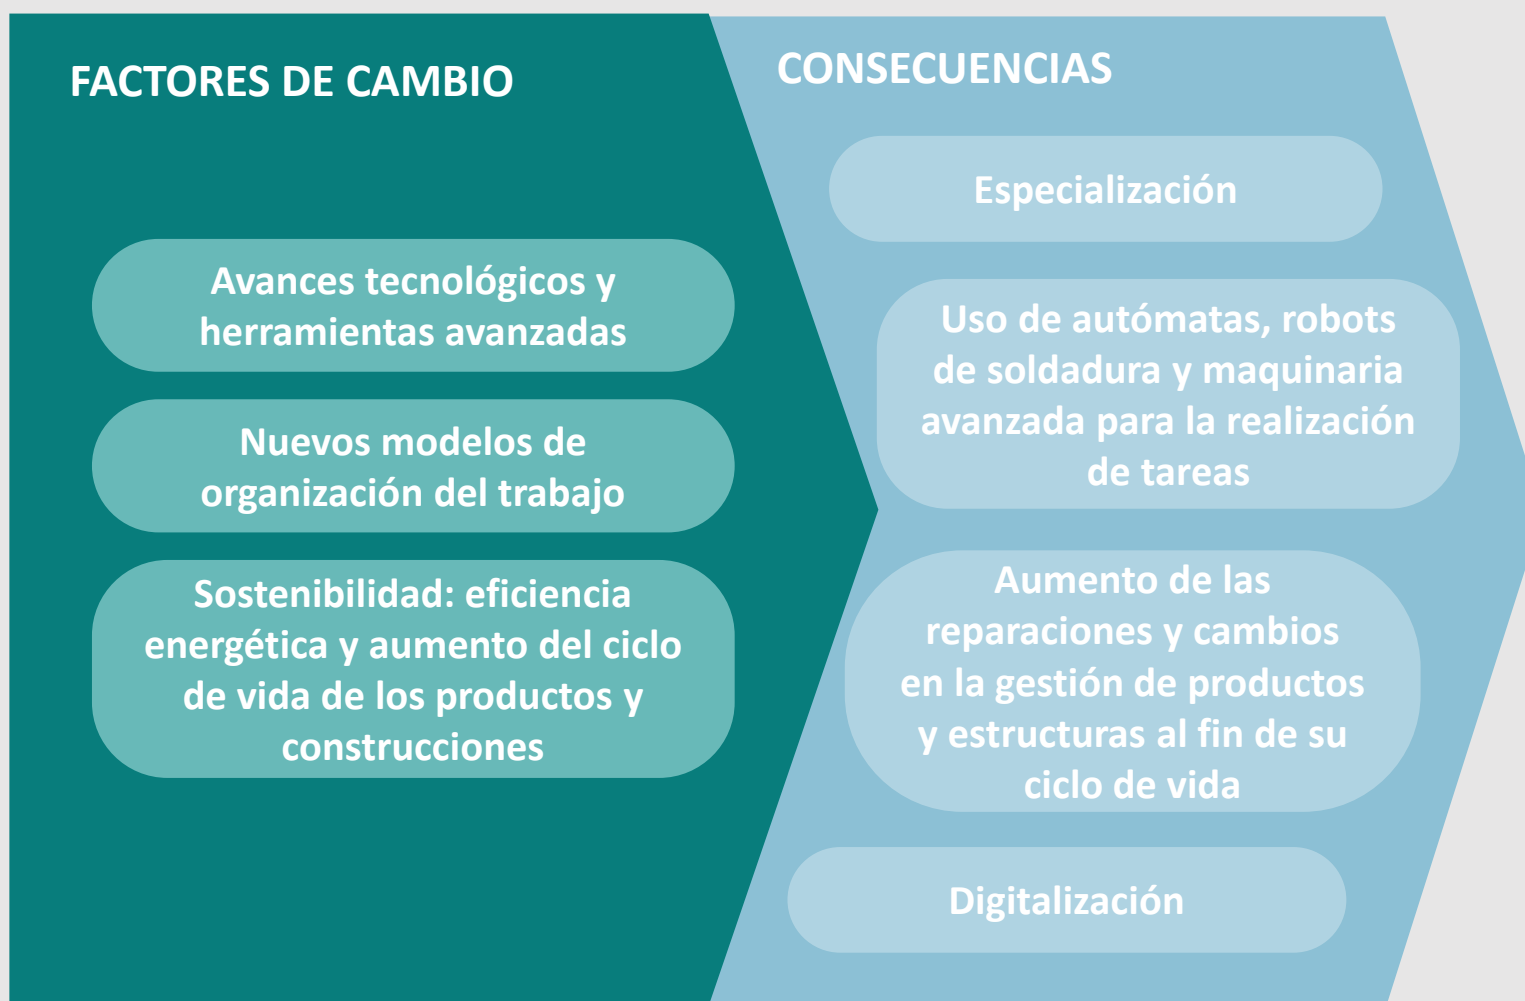 FACTORES DE CAMBIO
Avances tecnológicos y
herramientas avanzadas
Nuevos modelos de
organización del trabajo
Sostenibilidad: eficiencia
energética y aumento del ciclo
de vida de los productos y
construcciones
CONSECUENCIAS
Especialización
Uso de autómatas, robots
de soldadura y maquinaria
avanzada para la realización
de tareas
Aumento de las
reparaciones y cambios
en la gestión de productos
y estructuras al fin de su
ciclo de vida
Digitalización